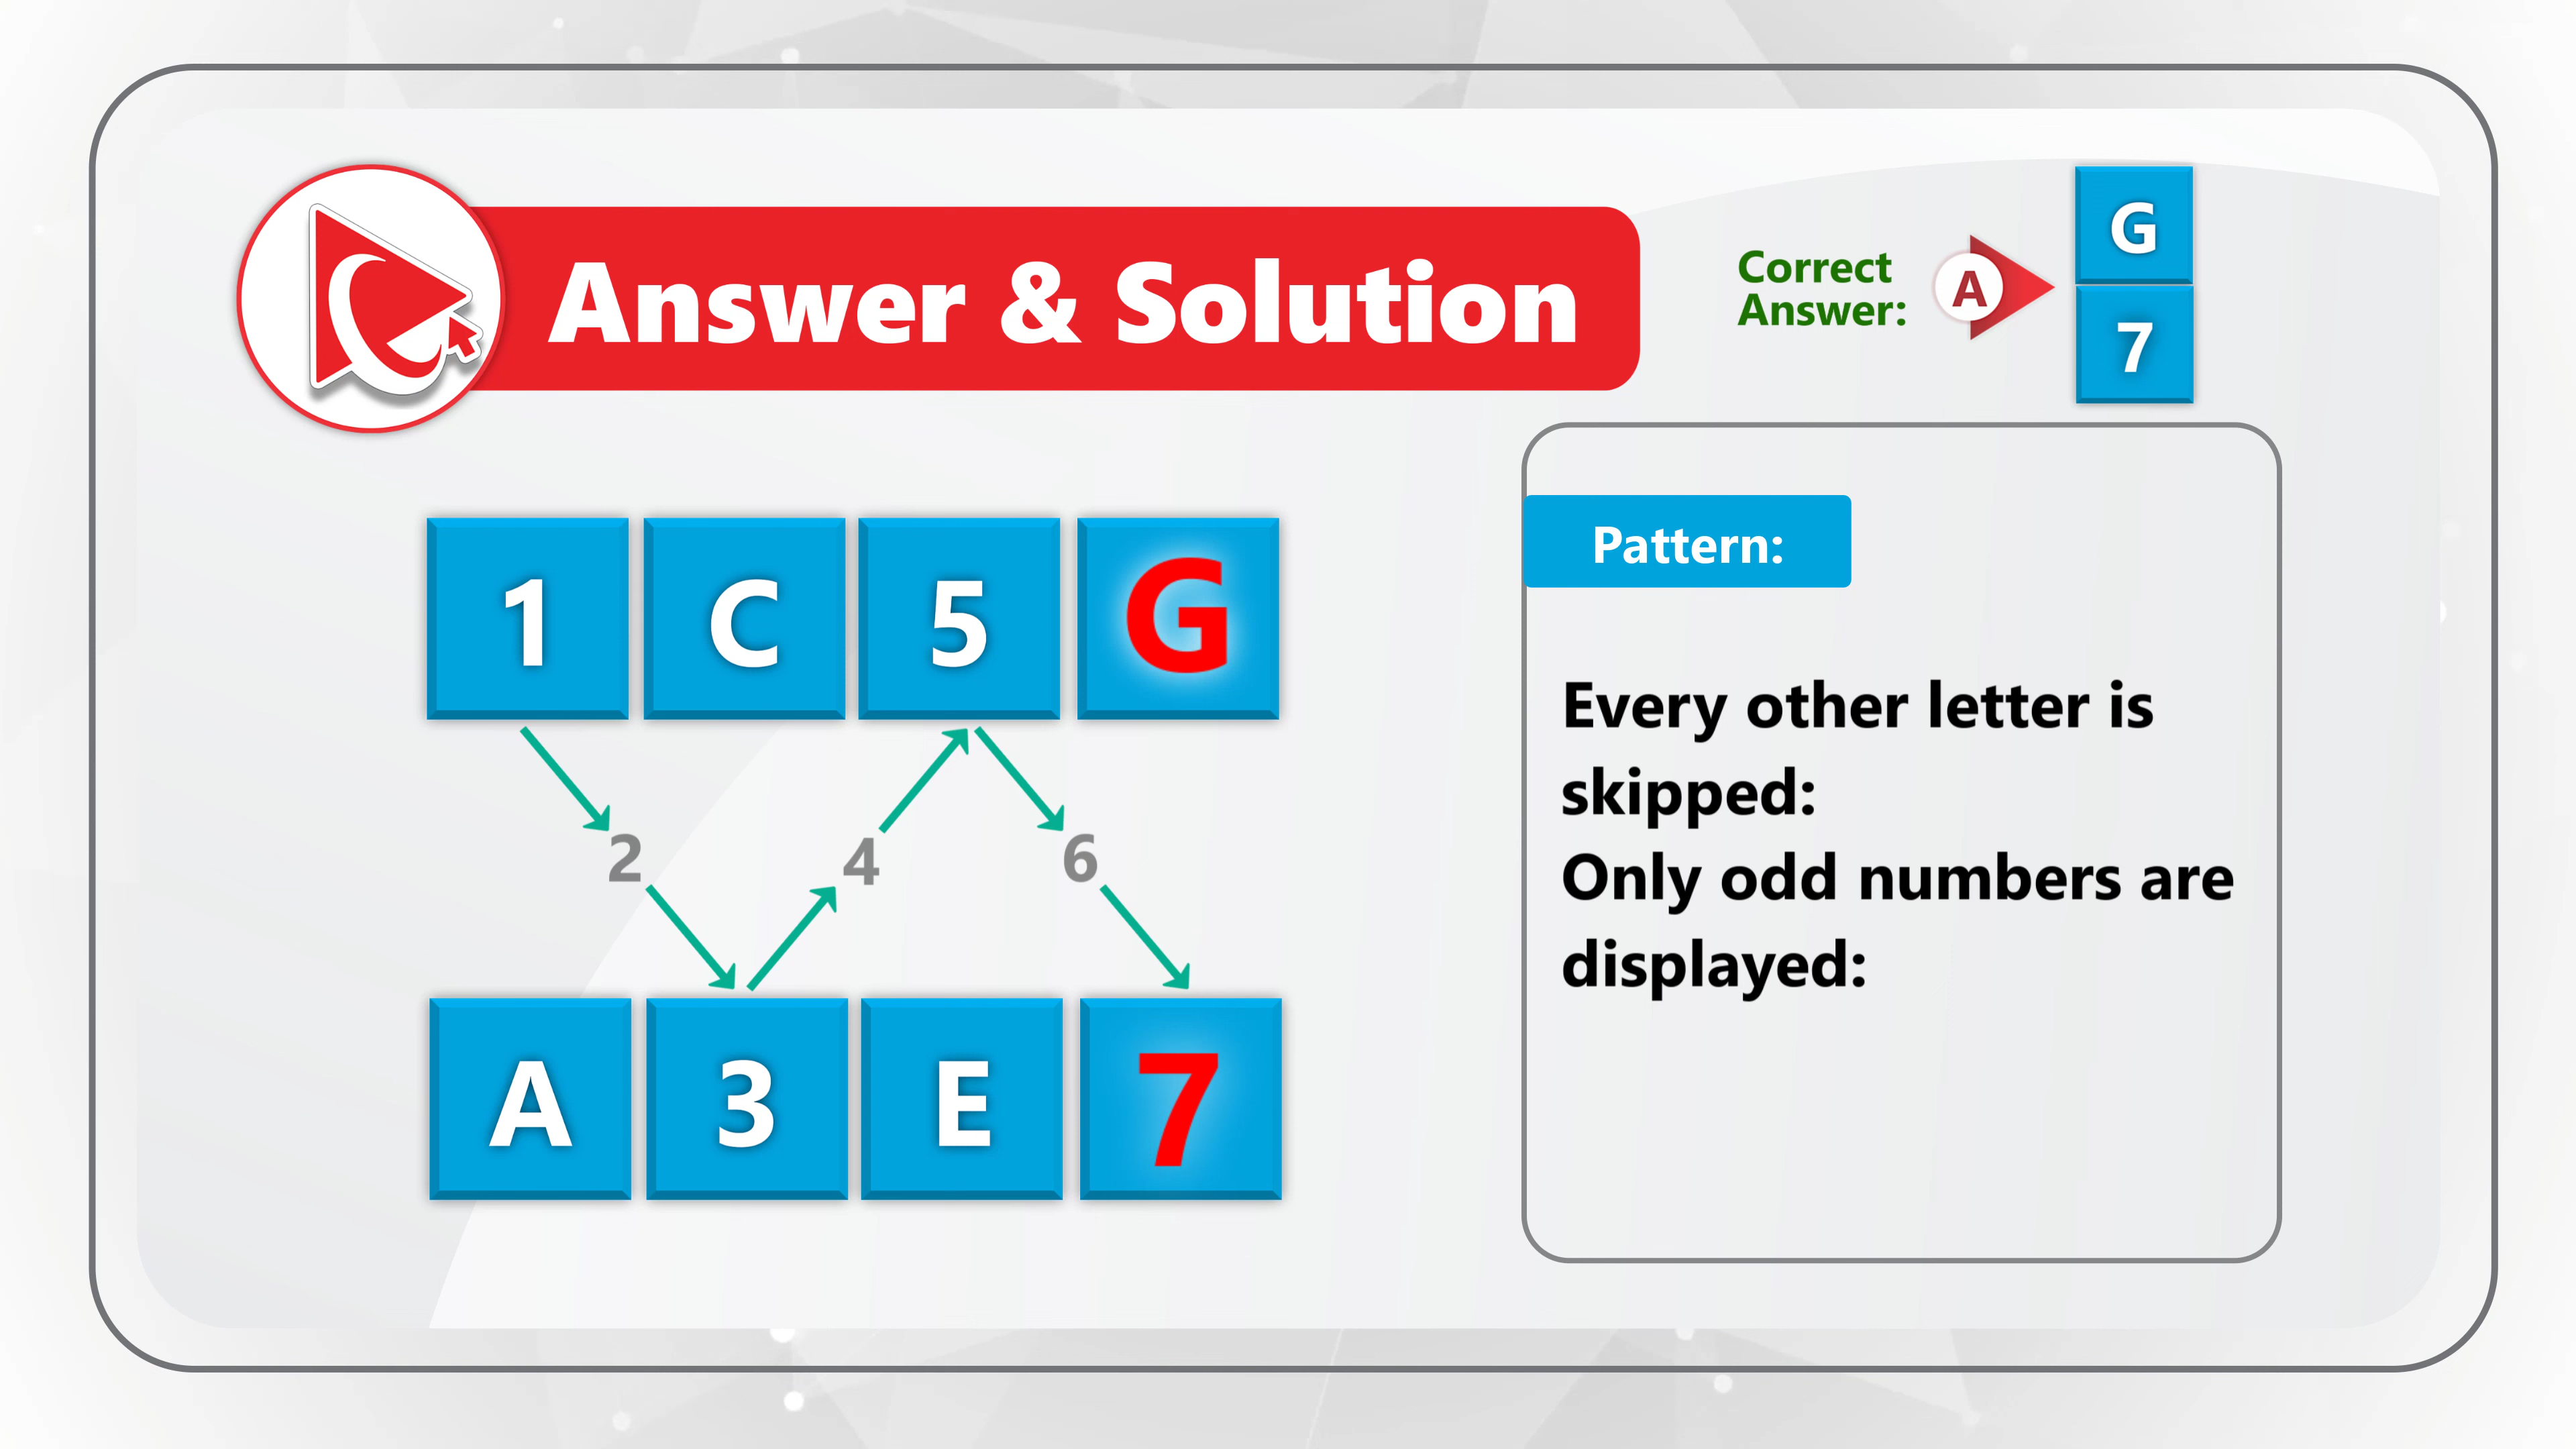 Answer & Solution
Correct
Answer:
A
G
7
1 C 5 G
2 4 6
A 3 E 7
Pattern:
Every other letter is
skipped:
Only odd numbers are
displayed: